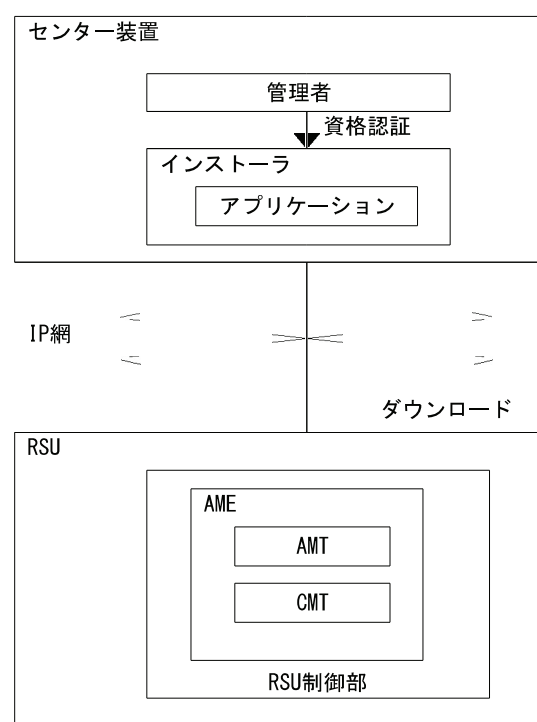 センター装置
管理者
資格認証
インストーラ
アプリケーション
IP網
ダウンロード
RSU
AME
AMT
CMT
RSU制御部